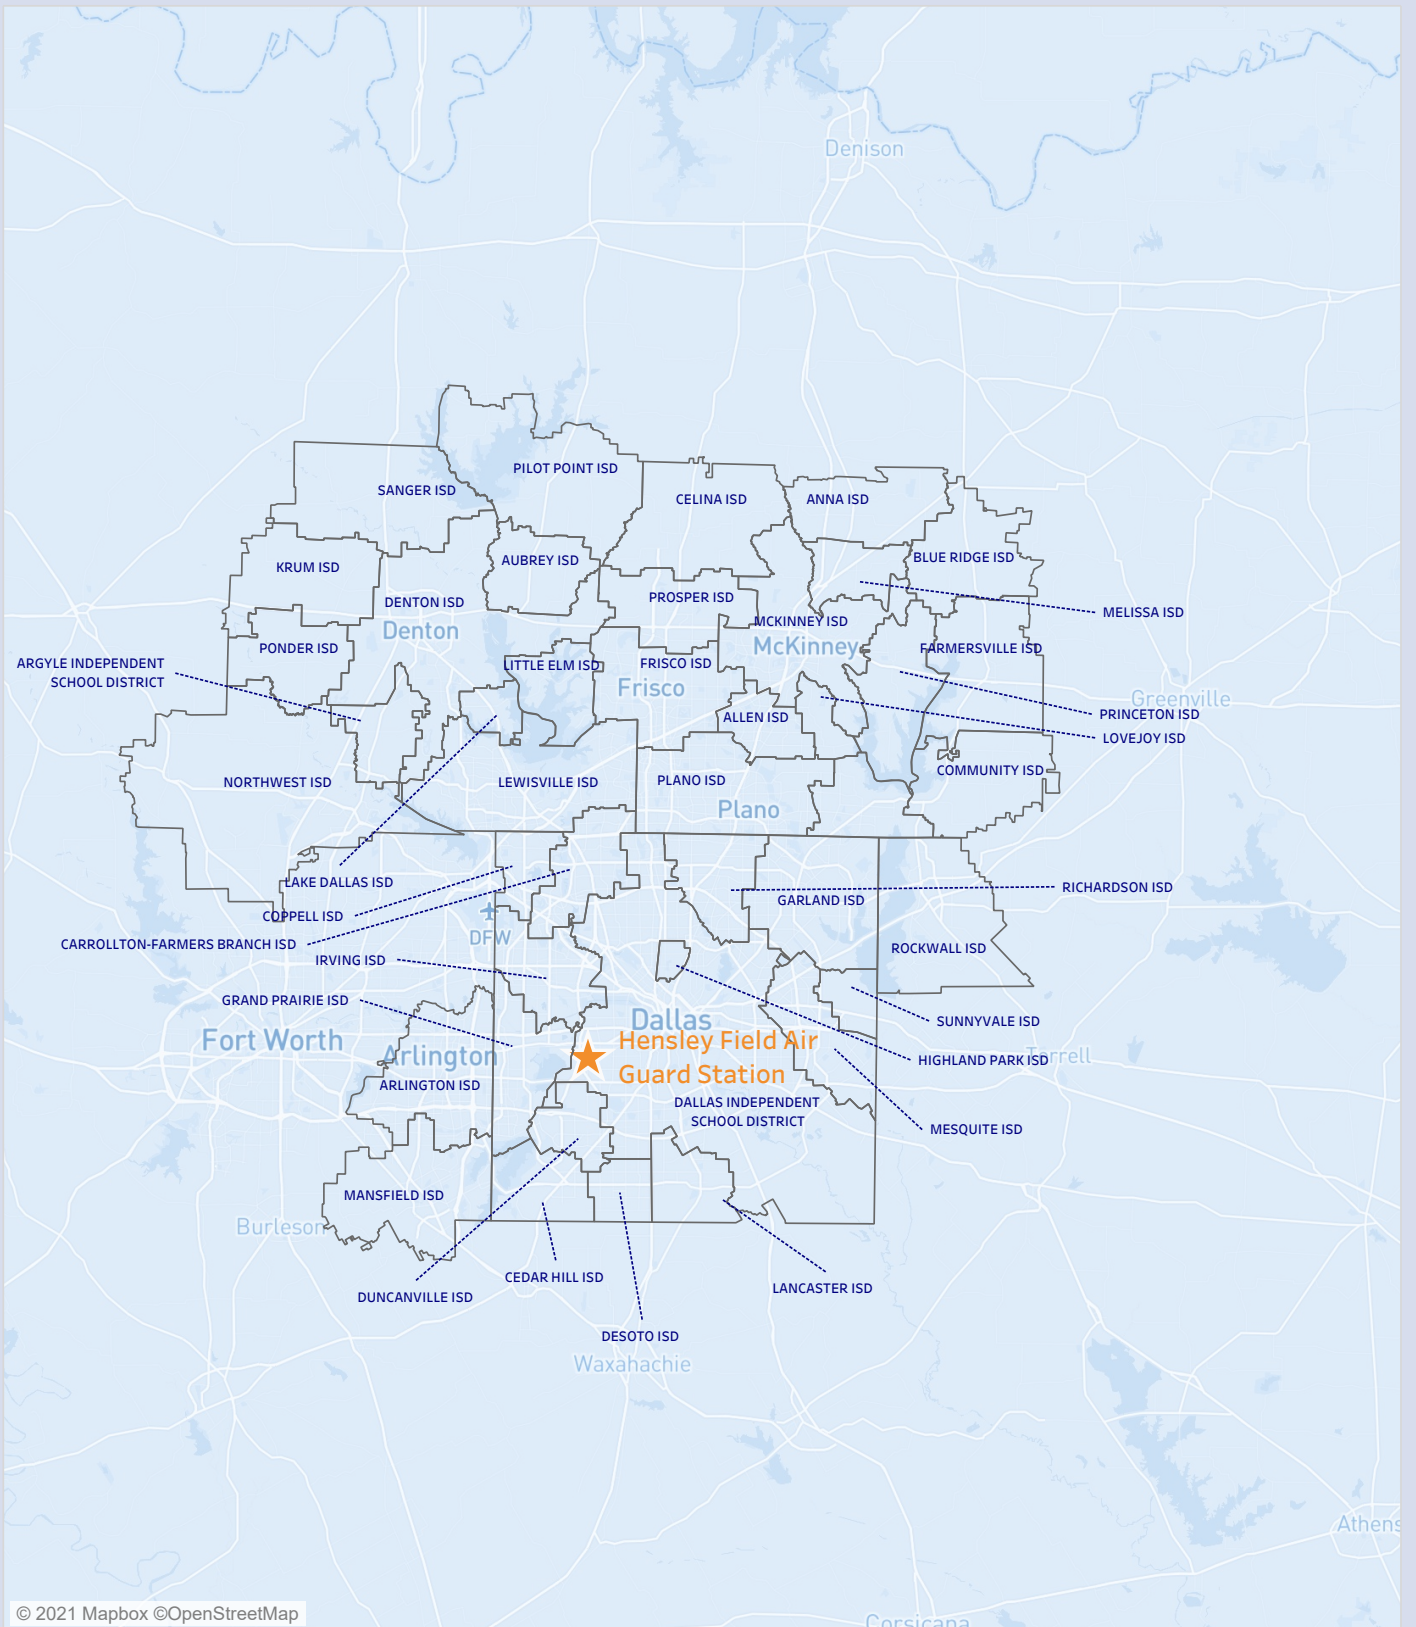 Denison
PILOT POINT ISD
SANGER ISD
CELINA ISD
ANNA ISD
BLUE RIDGE ISD
AUBREY ISD
KRUM ISD
PROSPER ISD
DENTON ISD
MELISSA ISD
MCKINNEY ISD
Denton
McKinney
PONDER ISD
FARMERSVILLE ISD
ARGYLE INDEPENDENT
SCHOOL DISTRICT
LITTLE ELM ISD
FRISCO ISD
Frisco
Greenville
PRINCETON ISD
ALLEN ISD
LOVEJOY ISD
NORTHWEST ISD
LEWISVILLE ISD
PLANO ISD
COMMUNITY ISD
Plano
LAKE DALLAS ISD
RICHARDSON ISD
GARLAND ISD
COPPELL ISD
DFW
CARROLLTON-FARMERS BRANCH ISD
ROCKWALL ISD
IRVING ISD
GRAND PRAIRIE ISD
Dallas
SUNNYVALE ISD
Fort Worth
Hensley Field Air
Guard Station
Arlington
Terrell
HIGHLAND PARK ISD
ARLINGTON ISD
DALLAS INDEPENDENT
SCHOOL DISTRICT
MESQUITE ISD
MANSFIELD ISD
Burleson
CEDAR HILL ISD
LANCASTER ISD
DUNCANVILLE ISD
DESOTO ISD
Waxahachie
Athens
© 2021 Mapbox ©OpenStreetMap
Corsicana